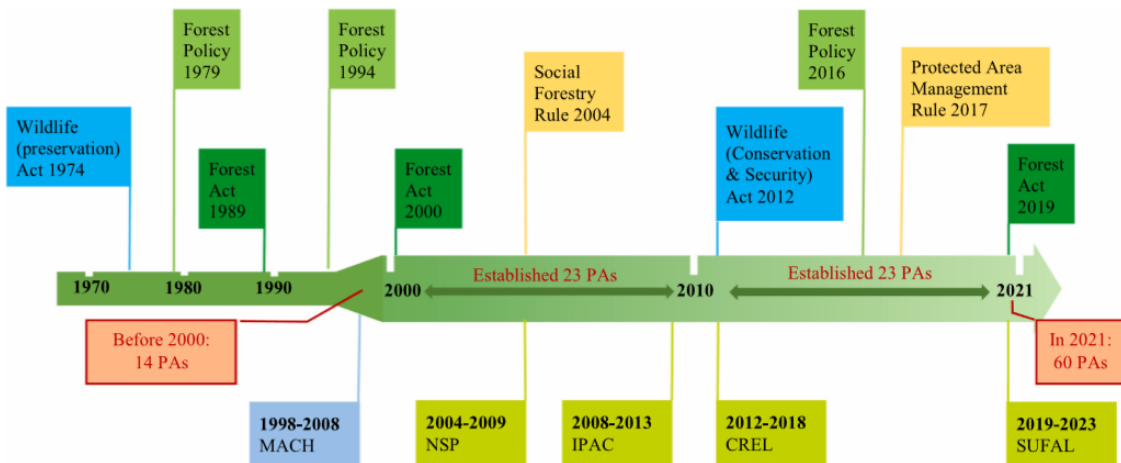 Forest
Policy
1979
Forest
Policy
1994
Forest
Policy
2016
Social
Forestry
Rule 2004
Protected Area
Management
Rule 2017
Wildlife
(preservation)
Act 1974
Forest
Act
1989
Forest
Act
2000
Wildlife
(Conservation
& Security)
Act 2012
Forest
Act
2019
Established 23 PAs
Established 23 PAs
1970
1980
1990
2000
2010
2021
Before 2000:
14 PAs
In 2021:
60 PAs
1998-2008
MACH
2004-2009
NSP
2008-2013
IPAC
2012-2018
CREL
2019-2023
SUFAL